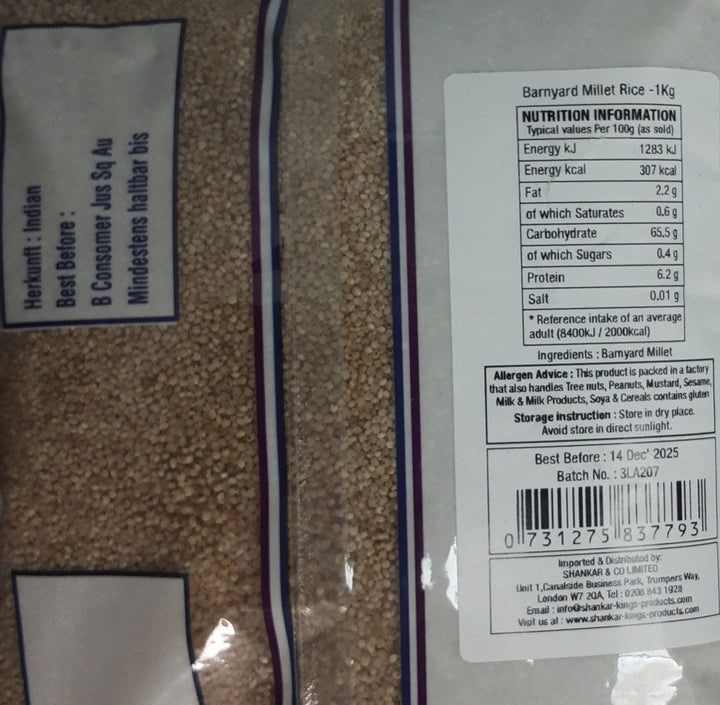 Herkunft : Indian
Best Before :
B Consomer Jus Sq Au
Mindestens haltbar bis
Barnyard Millet Rice -1Kg
NUTRITION INFORMATION
Typical values Per 100g (as sold)
Energy kJ 1283 kJ
Energy kcal 307 kcal
Fat 2.2 g
of which Saturates 0.6 g
Carbohydrate 65.5 g
of which Sugars 0.4 g
Protein 6.2 g
Salt 0.01 g
* Reference intake of an average
adult (8400kJ / 2000kcal)
Ingredients : Barnyard Millet
Allergen Advice : This product is packed in a factory
that also handles Tree nuts, Peanuts, Mustard, Sesame,
Milk & Milk Products, Soya & Cereals contains gluten
Storage instruction : Store in dry place.
Avoid store in direct sunlight.
Best Before : 14 Dec' 2025
Batch No. : 3LA207
0 731275 837793
Imported & Distributed by:
SHANKAR & CO LIMITED
Unit 1,Canalside Business Park, Trumpers Way,
London W7 2QA, Tel : 0208 843 1928
Email : info@shankar-kings-products.com
Visit us at : www.shankar-kings-products.com